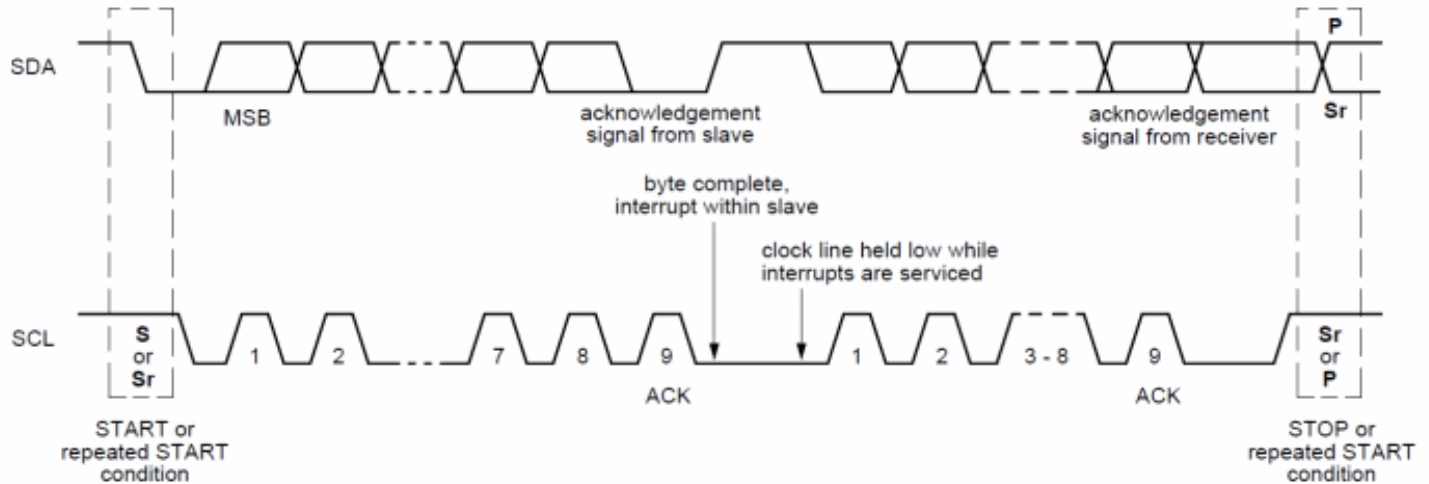 P
SDA
MSB
acknowledgement
signal from slave
acknowledgement
signal from receiver
Sr
byte complete,
interrupt within slave
clock line held low while
interrupts are serviced
SCL
S
or
Sr
1
2
7
8
9
1
2
3 - 8
9
Sr
or
P
ACK
ACK
START or
repeated START
condition
STOP or
repeated START
condition